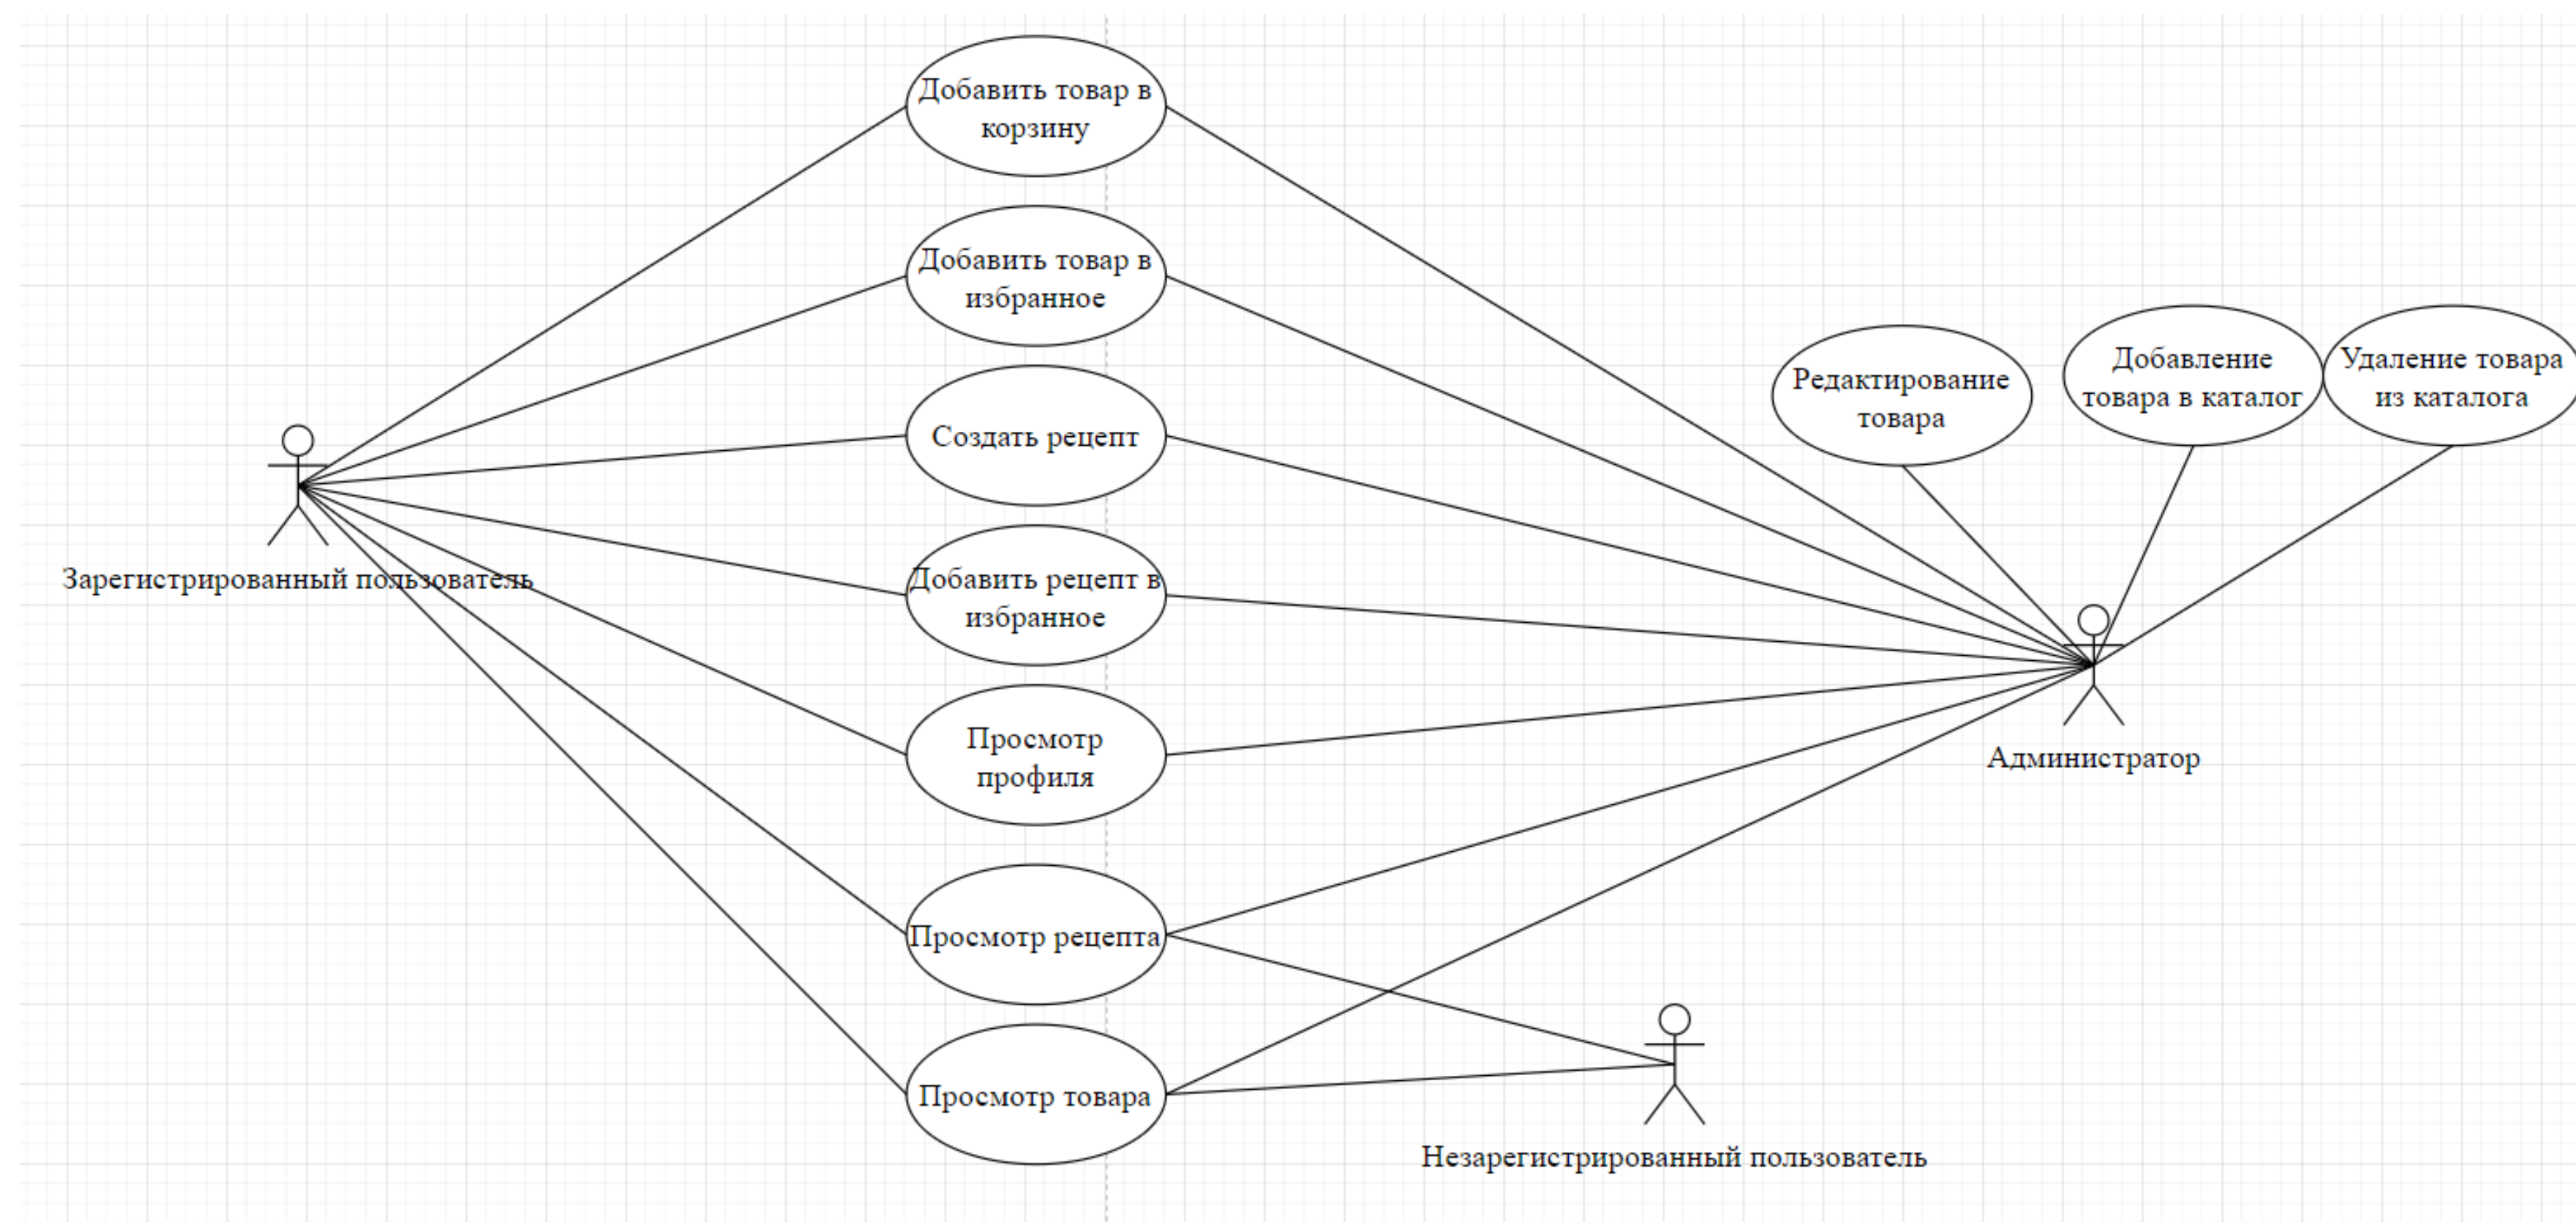 Добавить товар в
корзину
Добавить товар в
избранное
Создать рецепт
Добавить рецепт в
избранное
Просмотр
профиля
Просмотр рецепта
Просмотр товара
Зарегистрированный пользователь
Редактирование
товара
Добавление
товара в каталог
Удаление товара
из каталога
Администратор
Незарегистрированный пользователь